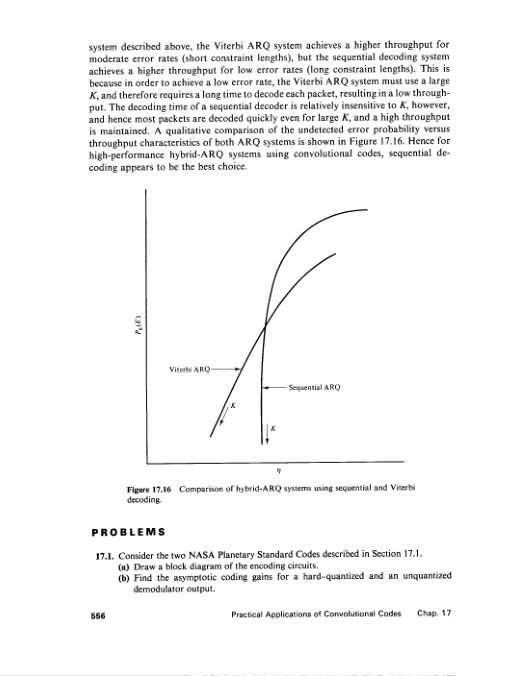 system described above, the Viterbi ARQ system achieves a higher throughput for
moderate error rates (short constraint lengths), but the sequential decoding system
achieves a higher throughput for low error rates (long constraint lengths). This is
because in order to achieve a low error rate, the Viterbi ARQ system must use a large
K, and therefore requires a long time to decode each packet, resulting in a low through-
put. The decoding time of a sequential decoder is relatively insensitive to K, however,
and hence most packets are decoded quickly even for large K, and a high throughput
is maintained. A qualitative comparison of the undetected error probability versus
throughput characteristics of both ARQ systems is shown in Figure 17.16. Hence for
high-performance hybrid-ARQ systems using convolutional codes, sequential de-
coding appears to be the best choice.
Viterbi ARQ
Sequential ARQ
K
K
η
Figure 17.16 Comparison of hybrid-ARQ systems using sequential and Viterbi
decoding.
PROBLEMS
17.1. Consider the two NASA Planetary Standard Codes described in Section 17.1.
(a) Draw a block diagram of the encoding circuits.
(b) Find the asymptotic coding gains for a hard-quantized and an unquantized
demodulator output.
556 Practical Applications of Convolutional Codes Chap. 17